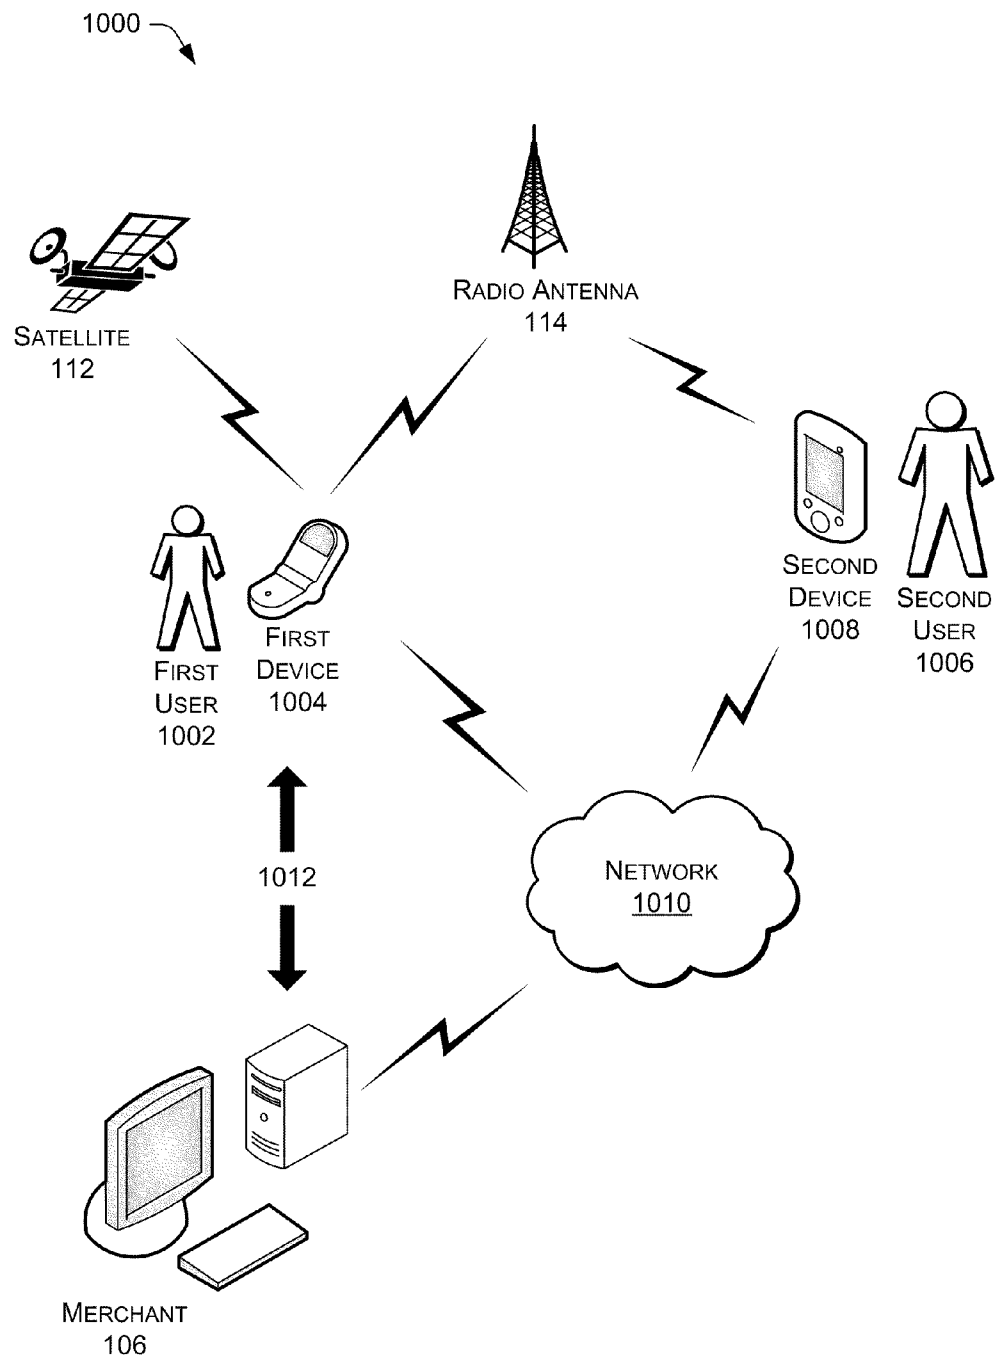 1000
RADIO ANTENNA
114
SATELLITE
112
SECOND
DEVICE
1008
SECOND
USER
1006
FIRST
DEVICE
1004
FIRST
USER
1002
1012
NETWORK
1010
MERCHANT
106